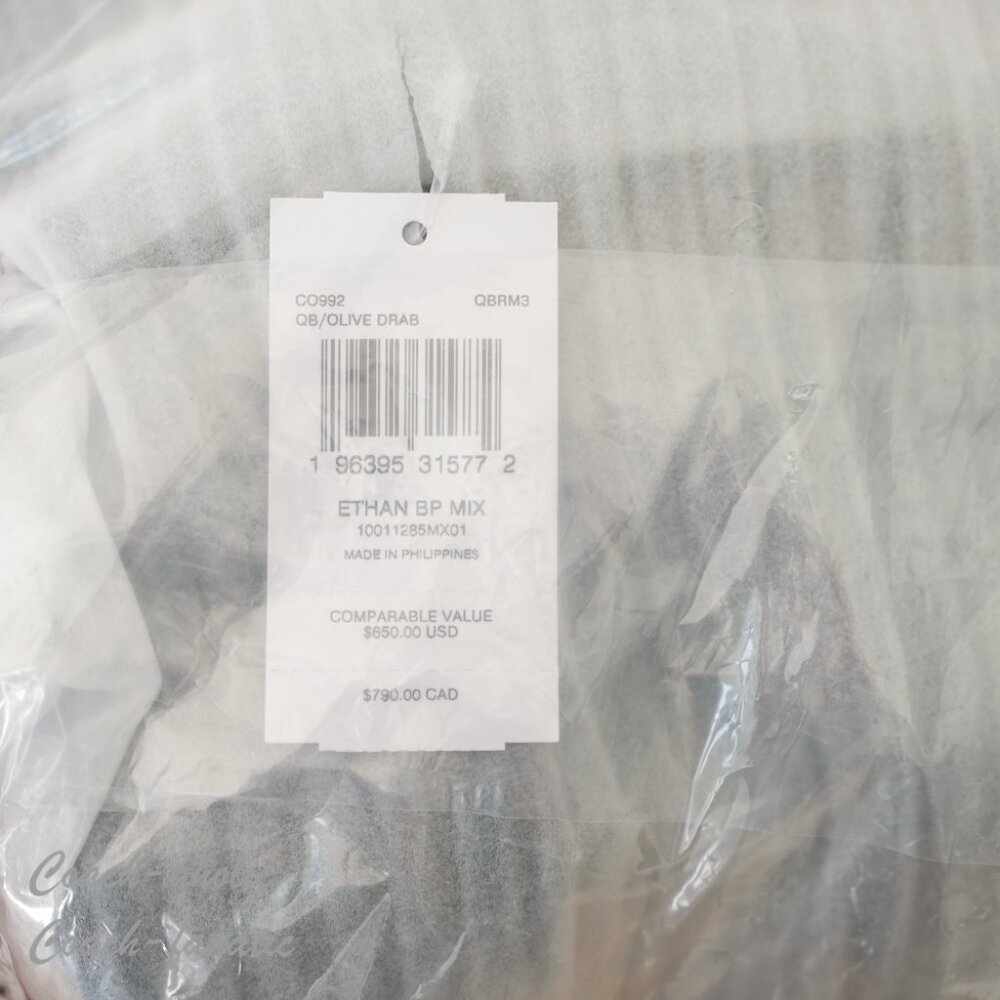 CO992 QBRM3
QB/OLIVE DRAB
1 96395 31577 2
ETHAN BP MIX
10011285MX01
MADE IN PHILIPPINES
COMPARABLE VALUE
$650.00 USD
$790.00 CAD